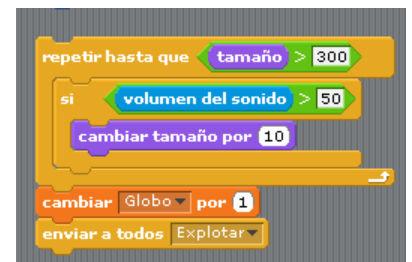 repetir hasta que tamaño > 300
si volumen del sonido > 50
cambiar tamaño por 10
cambiar Globo por 1
enviar a todos Explotar